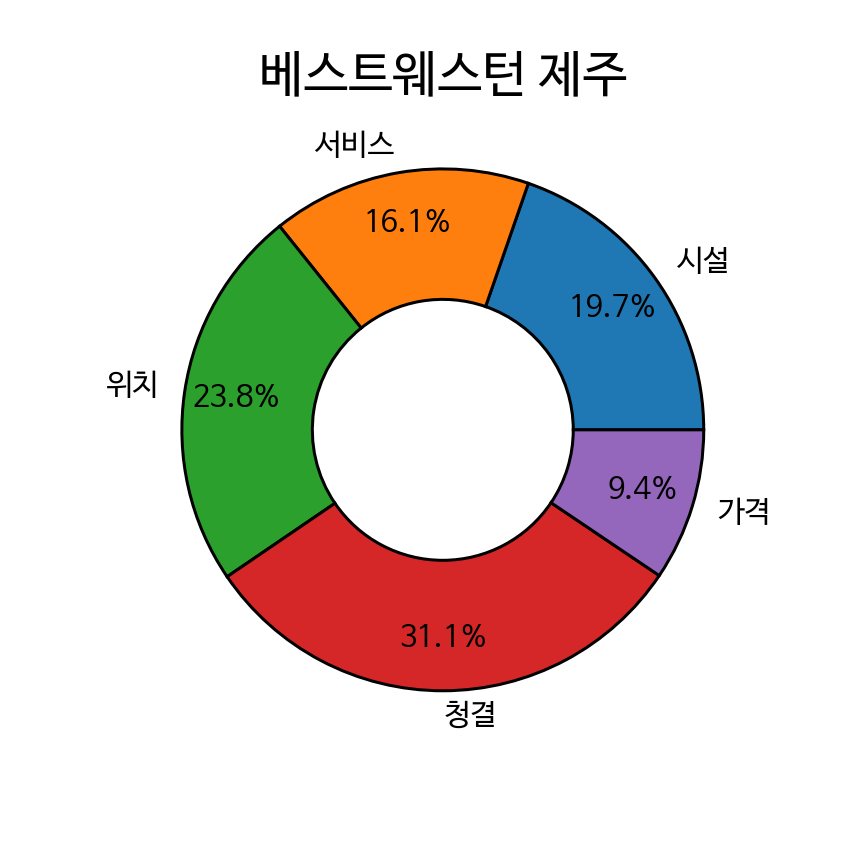 베스트웨스턴 제주
서비스
16.1%
시설
19.7%
위치
23.8%
9.4%
가격
31.1%
청결